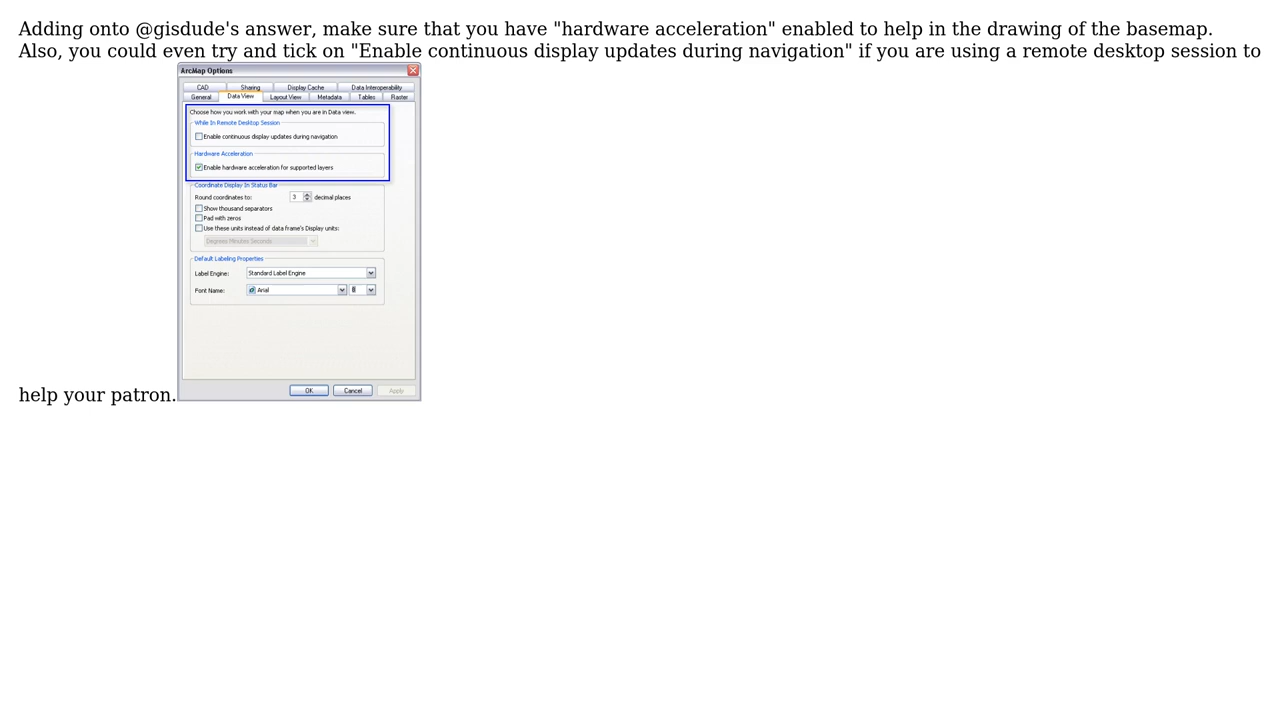 Adding onto @gisdude's answer, make sure that you have "hardware acceleration" enabled to help in the drawing of the basemap.
Also, you could even try and tick on "Enable continuous display updates during navigation" if you are using a remote desktop session to
help your patron.
ArcMap Options
CAD Sharing Display Cache Data Interoperability
General Data View Layout View Metadata Tables Raster
Choose how you work with your map when you are in Data view.
While In Remote Desktop Session
Enable continuous display updates during navigation
Hardware Acceleration
Enable hardware acceleration for supported layers
Coordinate Display In Status Bar
Round coordinates to: 3 decimal places
Show thousand separators
Pad with zeros
Use these units instead of data frame's Display units:
Degrees Minutes Seconds
Default Labeling Properties
Label Engine: Standard Label Engine
Font Name: Arial 8
OK Cancel Apply